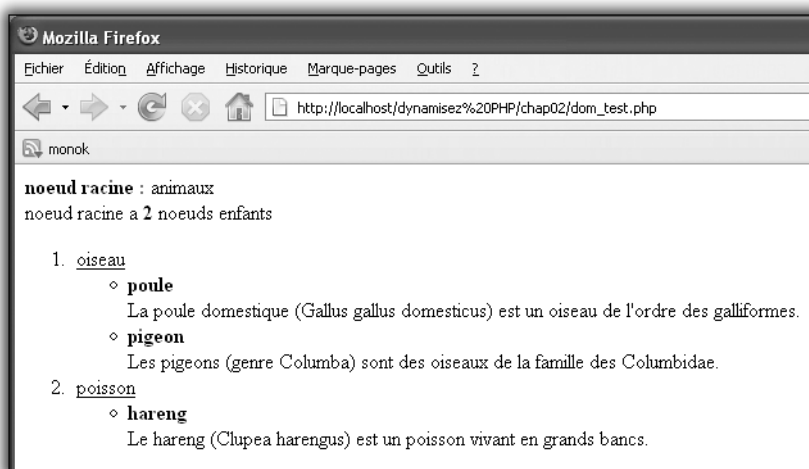 Mozilla Firefox
Fichier Édition Affichage Historique Marque-pages Outils ?
http://localhost/dynamisez%20PHP/chap02/dom_test.php
monok
noeud racine : animaux
noeud racine a 2 noeuds enfants
1. oiseau
poule
La poule domestique (Gallus gallus domesticus) est un oiseau de l'ordre des galliformes.
pigeon
Les pigeons (genre Columba) sont des oiseaux de la famille des Columbidae.
2. poisson
hareng
Le hareng (Clupea harengus) est un poisson vivant en grands bancs.